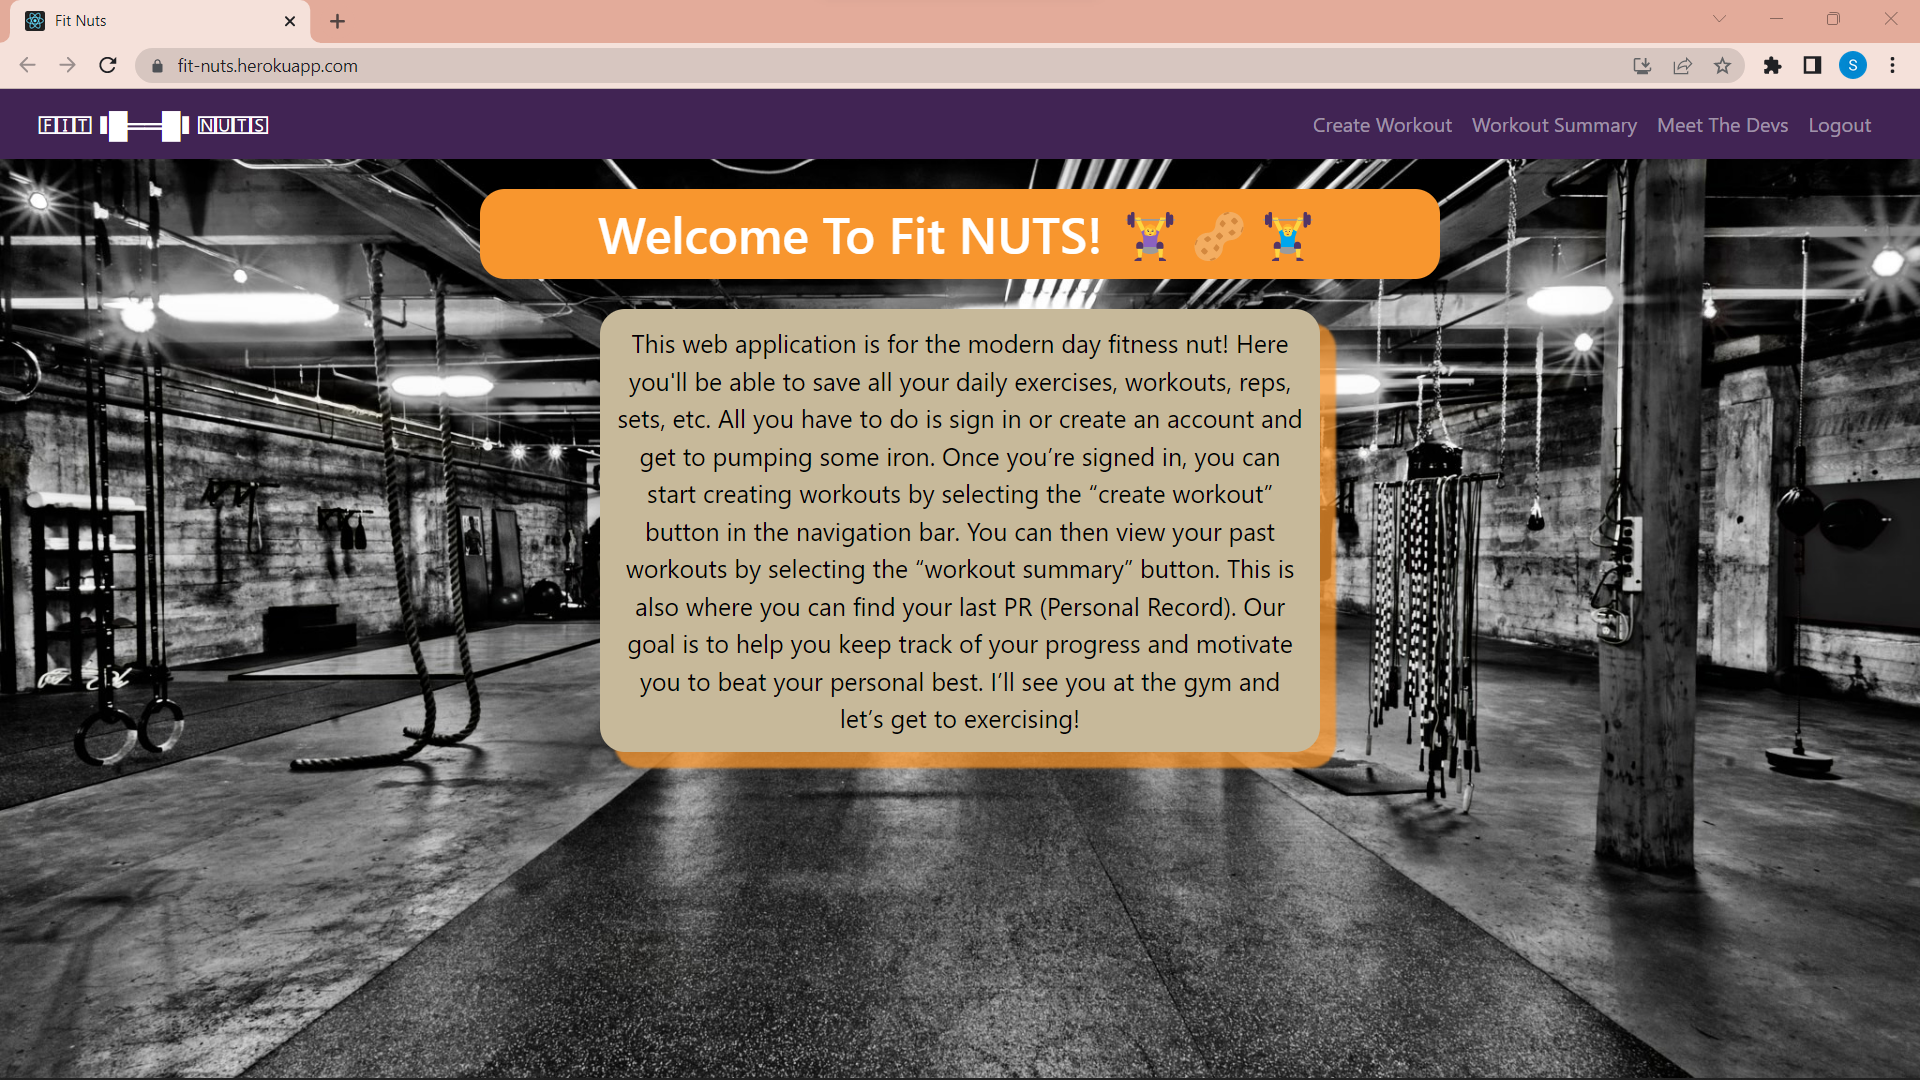 Fit Nuts
fit-nuts.herokuapp.com
S
FIT NUTS
Create Workout Workout Summary Meet The Devs Logout
Welcome To Fit NUTS! 🏋️‍♀️ 🥜 🏋️‍♂️
This web application is for the modern day fitness nut! Here
you'll be able to save all your daily exercises, workouts, reps,
sets, etc. All you have to do is sign in or create an account and
get to pumping some iron. Once you’re signed in, you can
start creating workouts by selecting the “create workout”
button in the navigation bar. You can then view your past
workouts by selecting the “workout summary” button. This is
also where you can find your last PR (Personal Record). Our
goal is to help you keep track of your progress and motivate
you to beat your personal best. I’ll see you at the gym and
let’s get to exercising!